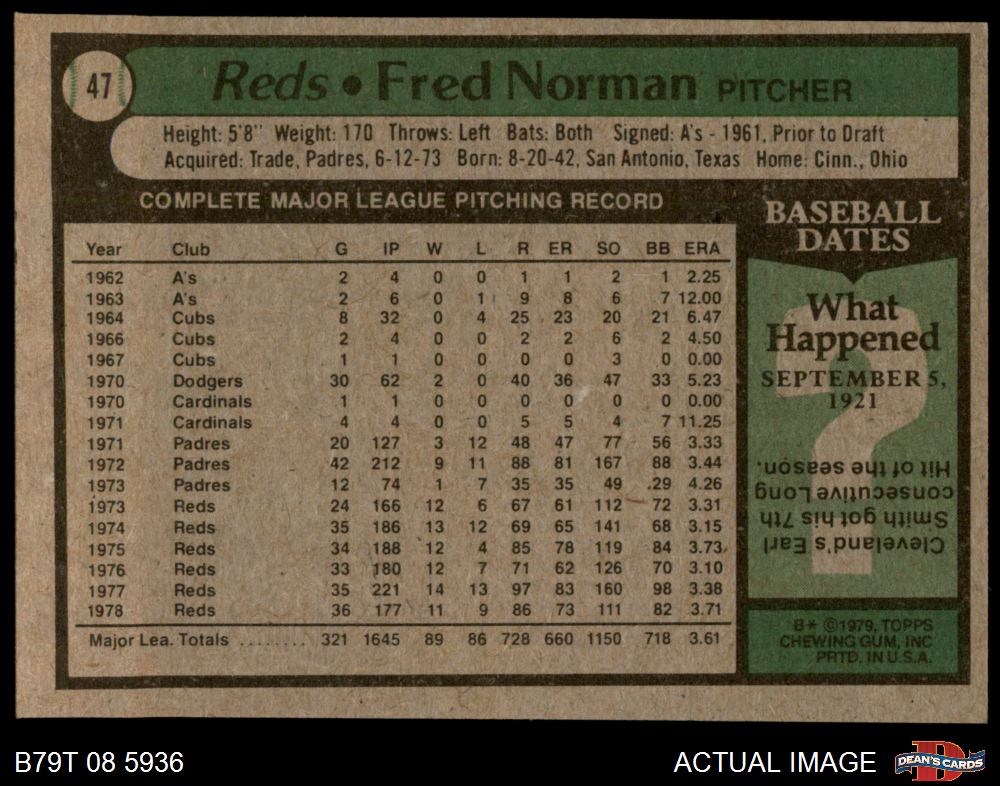 47
Reds • Fred Norman PITCHER
Height: 5'8" Weight: 170 Throws: Left Bats: Both Signed: A's - 1961, Prior to Draft
Acquired: Trade, Padres, 6-12-73 Born: 8-20-42, San Antonio, Texas Home: Cinn., Ohio
COMPLETE MAJOR LEAGUE PITCHING RECORD
Year Club G IP W L R ER SO BB ERA
1962 A's 2 4 0 0 1 1 2 1 2.25
1963 A's 2 6 0 1 9 8 6 7 12.00
1964 Cubs 8 32 0 4 25 23 20 21 6.47
1966 Cubs 2 4 0 0 2 2 6 2 4.50
1967 Cubs 1 1 0 0 0 0 3 0 0.00
1970 Dodgers 30 62 2 0 40 36 47 33 5.23
1970 Cardinals 1 1 0 0 0 0 0 0 0.00
1971 Cardinals 4 4 0 0 5 5 4 7 11.25
1971 Padres 20 127 3 12 48 47 77 56 3.33
1972 Padres 42 212 9 11 88 81 167 88 3.44
1973 Padres 12 74 1 7 35 35 49 .29 4.26
1973 Reds 24 166 12 6 67 61 112 72 3.31
1974 Reds 35 186 13 12 69 65 141 68 3.15
1975 Reds 34 188 12 4 85 78 119 84 3.73
1976 Reds 33 180 12 7 71 62 126 70 3.10
1977 Reds 35 221 14 13 97 83 160 98 3.38
1978 Reds 36 177 11 9 86 73 111 82 3.71
Major Lea. Totals ........ 321 1645 89 86 728 660 1150 718 3.61
BASEBALL
DATES
What
Happened
SEPTEMBER 5,
1921
?
Cleveland's Earl
Smith got his 7th
consecutive Long
Hit of the season.
B* ©1979, TOPPS
CHEWING GUM, INC
PRTD. IN U.S.A.
B79T 08 5936
ACTUAL IMAGE
D
DEAN'S CARDS